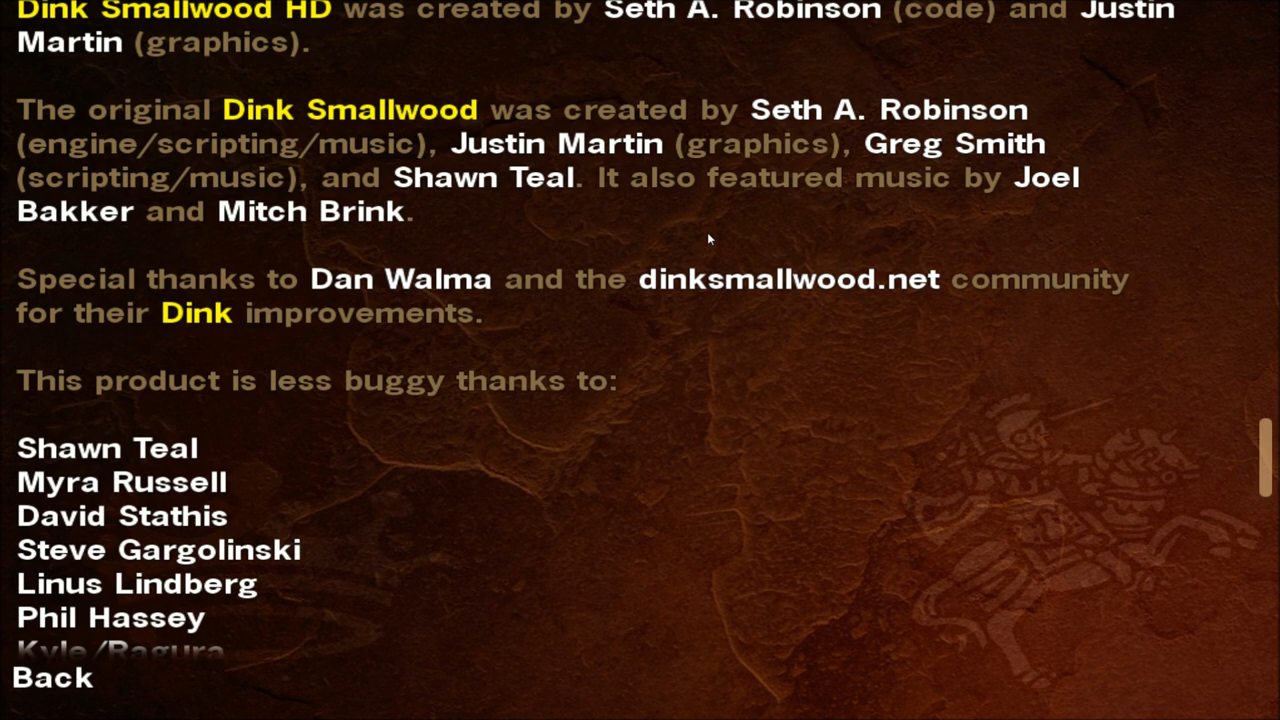 Dink Smallwood HD was created by Seth A. Robinson (code) and Justin
Martin (graphics).
The original Dink Smallwood was created by Seth A. Robinson
(engine/scripting/music), Justin Martin (graphics), Greg Smith
(scripting/music), and Shawn Teal. It also featured music by Joel
Bakker and Mitch Brink.
Special thanks to Dan Walma and the dinksmallwood.net community
for their Dink improvements.
This product is less buggy thanks to:
Shawn Teal
Myra Russell
David Stathis
Steve Gargolinski
Linus Lindberg
Phil Hassey
Kyle/Ragura
Back